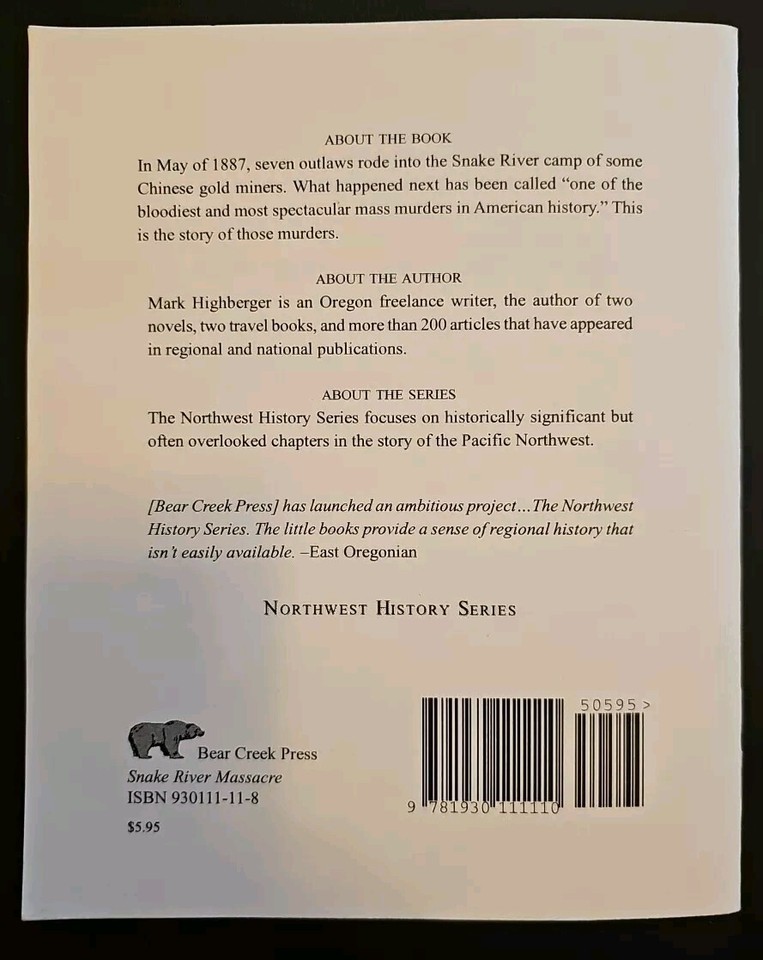 ABOUT THE BOOK
In May of 1887, seven outlaws rode into the Snake River camp of some
Chinese gold miners. What happened next has been called “one of the
bloodiest and most spectacular mass murders in American history.” This
is the story of those murders.
ABOUT THE AUTHOR
Mark Highberger is an Oregon freelance writer, the author of two
novels, two travel books, and more than 200 articles that have appeared
in regional and national publications.
ABOUT THE SERIES
The Northwest History Series focuses on historically significant but
often overlooked chapters in the story of the Pacific Northwest.
[Bear Creek Press] has launched an ambitious project…The Northwest
History Series. The little books provide a sense of regional history that
isn’t easily available. –East Oregonian
NORTHWEST HISTORY SERIES
Bear Creek Press
Snake River Massacre
ISBN 930111-11-8
$5.95
50595 >
9 781930 111110